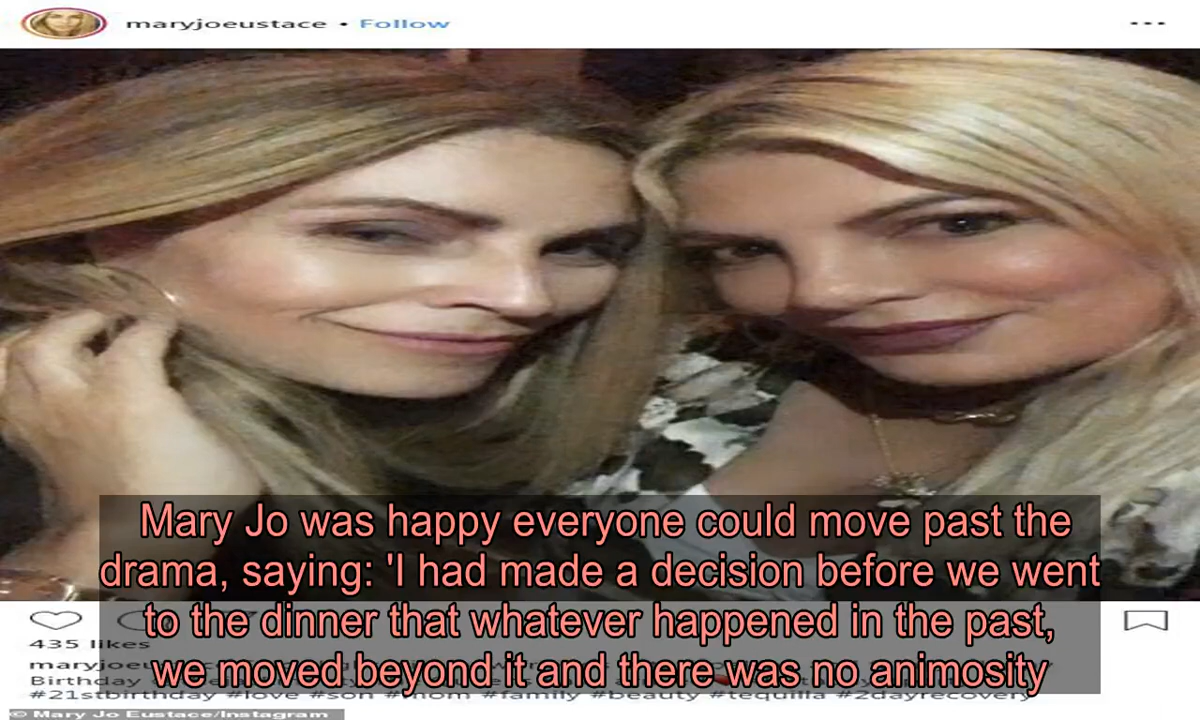 maryjoeustace • Follow
Mary Jo was happy everyone could move past the
drama, saying: 'I had made a decision before we went
to the dinner that whatever happened in the past,
we moved beyond it and there was no animosity
435 likes
Birthday
#21stbirthday #love #son #mom #family #beauty #tequilla #2dayrecovery
© Mary Jo Eustace/Instagram